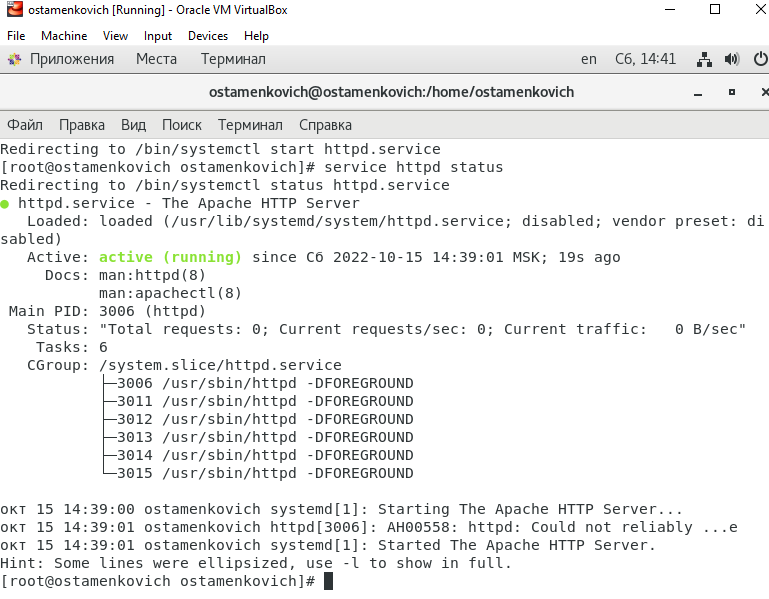 ostamenkovich [Running] - Oracle VM VirtualBox
File Machine View Input Devices Help
Приложения Места Терминал en Сб, 14:41
ostamenkovich@ostamenkovich:/home/ostamenkovich
Файл Правка Вид Поиск Терминал Справка
Redirecting to /bin/systemctl start httpd.service
[root@ostamenkovich ostamenkovich]# service httpd status
Redirecting to /bin/systemctl status httpd.service
● httpd.service - The Apache HTTP Server
Loaded: loaded (/usr/lib/systemd/system/httpd.service; disabled; vendor preset: di
sabled)
Active: active (running) since Сб 2022-10-15 14:39:01 MSK; 19s ago
Docs: man:httpd(8)
man:apachectl(8)
Main PID: 3006 (httpd)
Status: "Total requests: 0; Current requests/sec: 0; Current traffic:   0 B/sec"
Tasks: 6
CGroup: /system.slice/httpd.service
├─3006 /usr/sbin/httpd -DFOREGROUND
├─3011 /usr/sbin/httpd -DFOREGROUND
├─3012 /usr/sbin/httpd -DFOREGROUND
├─3013 /usr/sbin/httpd -DFOREGROUND
├─3014 /usr/sbin/httpd -DFOREGROUND
└─3015 /usr/sbin/httpd -DFOREGROUND
окт 15 14:39:00 ostamenkovich systemd[1]: Starting The Apache HTTP Server...
окт 15 14:39:01 ostamenkovich httpd[3006]: AH00558: httpd: Could not reliably ...e
окт 15 14:39:01 ostamenkovich systemd[1]: Started The Apache HTTP Server.
Hint: Some lines were ellipsized, use -l to show in full.
[root@ostamenkovich ostamenkovich]#